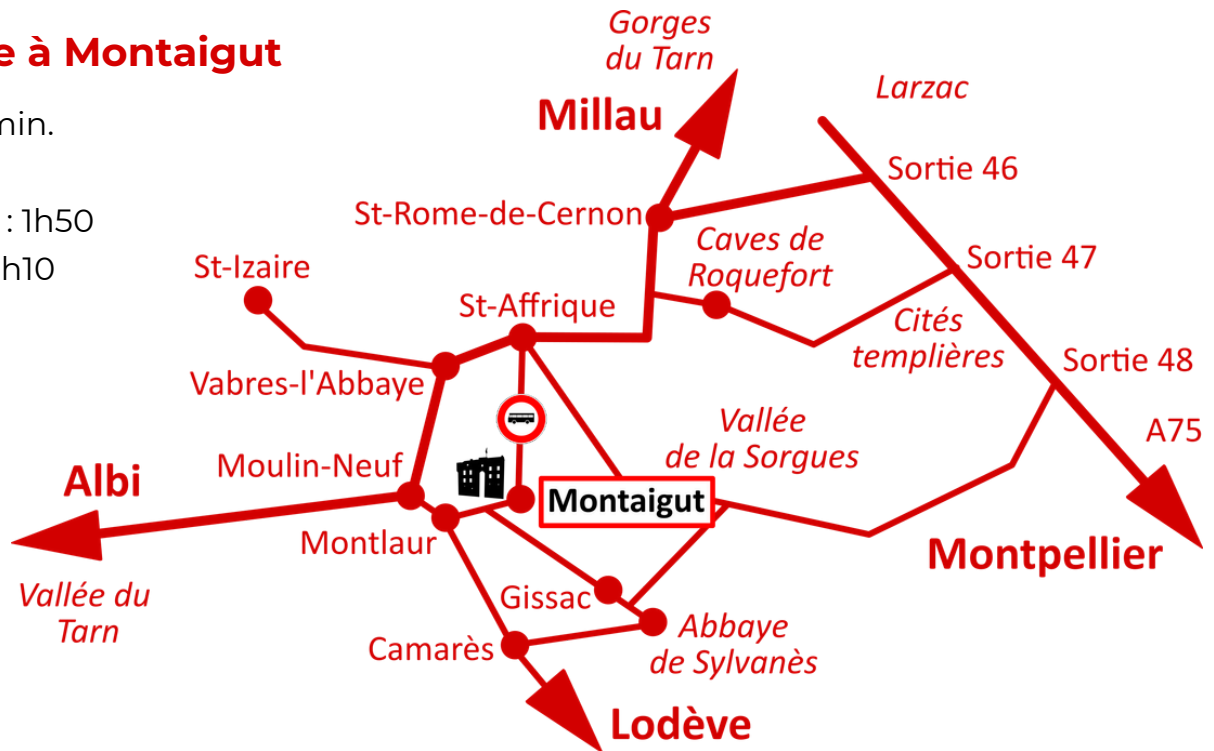 e à Montaigut
min.
: 1h50
h10
Gorges
du Tarn
Millau
Larzac
Sortie 46
St-Rome-de-Cernon
Caves de
Roquefort
Sortie 47
St-Izaire
St-Affrique
Cités
templières
Sortie 48
Vabres-l'Abbaye
Vallée
de la Sorgues
A75
Moulin-Neuf
Albi
Montaigut
Montlaur
Montpellier
Vallée du
Tarn
Gissac
Abbaye
de Sylvanès
Camarès
Lodève